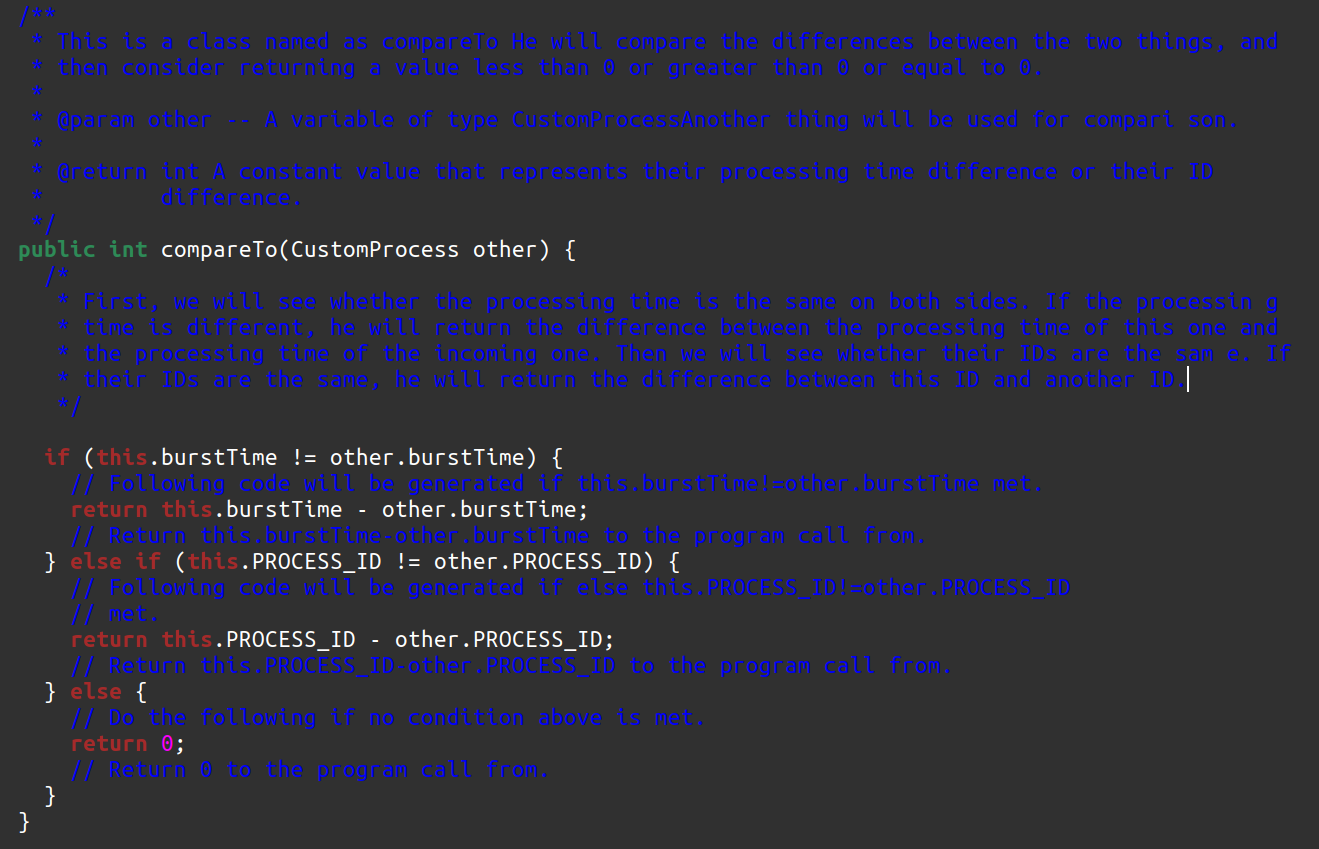 /**
 * This is a class named as compareTo He will compare the differences between the two things, and
 * then consider returning a value less than 0 or greater than 0 or equal to 0.
 *
 * @param other -- A variable of type CustomProcessAnother thing will be used for compari son.
 *
 * @return int A constant value that represents their processing time difference or their ID
 *         difference.
 */
public int compareTo(CustomProcess other) {
  /*
   * First, we will see whether the processing time is the same on both sides. If the processin g
   * time is different, he will return the difference between the processing time of this one and
   * the processing time of the incoming one. Then we will see whether their IDs are the sam e. If
   * their IDs are the same, he will return the difference between this ID and another ID.
   */
  if (this.burstTime != other.burstTime) {
    // Following code will be generated if this.burstTime!=other.burstTime met.
    return this.burstTime - other.burstTime;
    // Return this.burstTime-other.burstTime to the program call from.
  } else if (this.PROCESS_ID != other.PROCESS_ID) {
    // Following code will be generated if else this.PROCESS_ID!=other.PROCESS_ID
    // met.
    return this.PROCESS_ID - other.PROCESS_ID;
    // Return this.PROCESS_ID-other.PROCESS_ID to the program call from.
  } else {
    // Do the following if no condition above is met.
    return 0;
    // Return 0 to the program call from.
  }
}